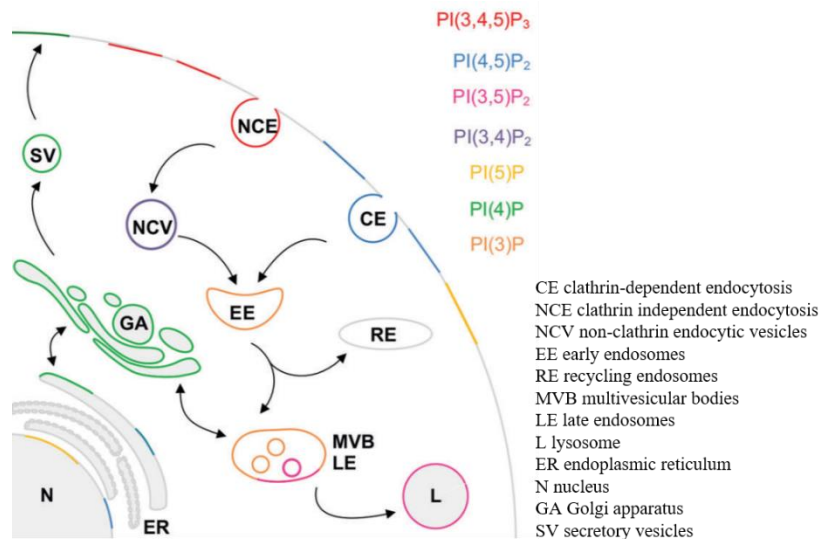 PI(3,4,5)P₃
PI(4,5)P₂
PI(3,5)P₂
PI(3,4)P₂
PI(5)P
PI(4)P
PI(3)P
NCE
SV
NCV
CE
EE
GA
RE
MVB
LE
L
N
ER
CE clathrin-dependent endocytosis
NCE clathrin independent endocytosis
NCV non-clathrin endocytic vesicles
EE early endosomes
RE recycling endosomes
MVB multivesicular bodies
LE late endosomes
L lysosome
ER endoplasmic reticulum
N nucleus
GA Golgi apparatus
SV secretory vesicles